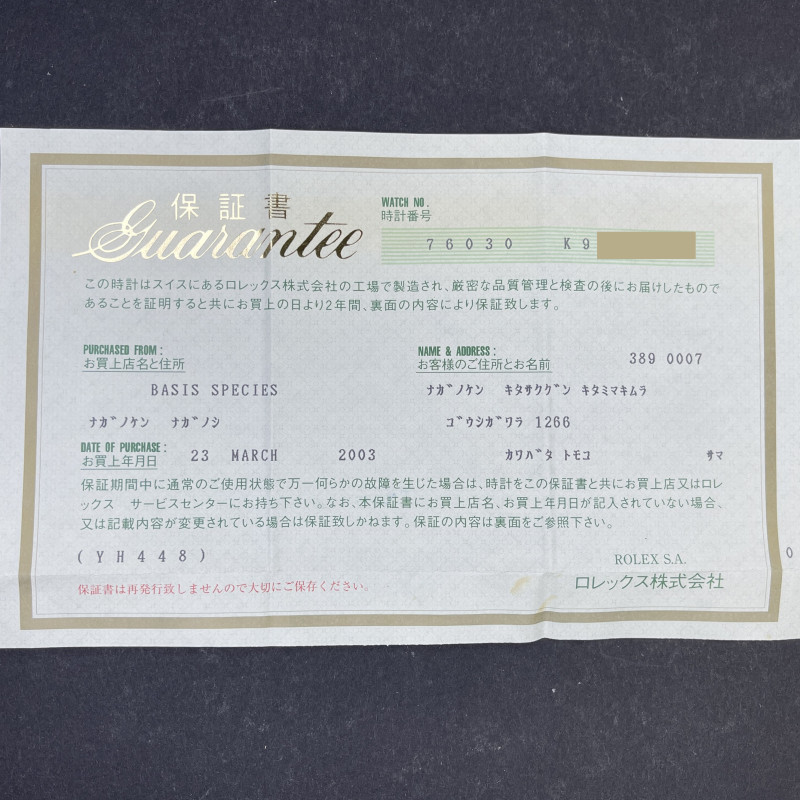 保証書
Guarantee
WATCH NO.
時計番号
76030 K9
この時計はスイスにあるロレックス株式会社の工場で製造され、厳密な品質管理と検査の後にお届けしたもので
あることを証明すると共にお買上の日より2年間、裏面の内容により保証致します。
PURCHASED FROM:
お買上店名と住所
BASIS SPECIES
ナガノケン ナガノシ
NAME & ADDRESS:
お客様のご住所とお名前
389 0007
ナガノケン キタサクグン キタミマキムラ
ゴウシガワラ 1266
カワバタ トモコ サマ
DATE OF PURCHASE:
お買上年月日
23 MARCH 2003
保証期間中に通常のご使用状態で万一何らかの故障を生じた場合は、時計をこの保証書と共にお買上店又はロレ
ックス サービスセンターにお持ち下さい。なお、本保証書にお買上店名、お買上年月日が記入されていない場合、
又は記載内容が変更されている場合は保証致しかねます。保証の内容は裏面をご参照下さい。
(YH448)
保証書は再発行致しませんので大切にご保存ください。
ROLEX S.A.
ロレックス株式会社
0